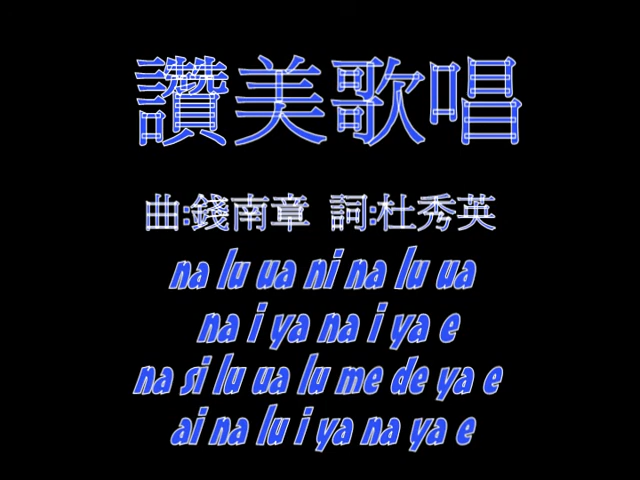 讚美歌唱
曲:錢南章 詞:杜秀英
na lu ua ni na lu ua
na i ya na i ya e
na si lu ua lu me de ya e
ai na lu i ya na ya e